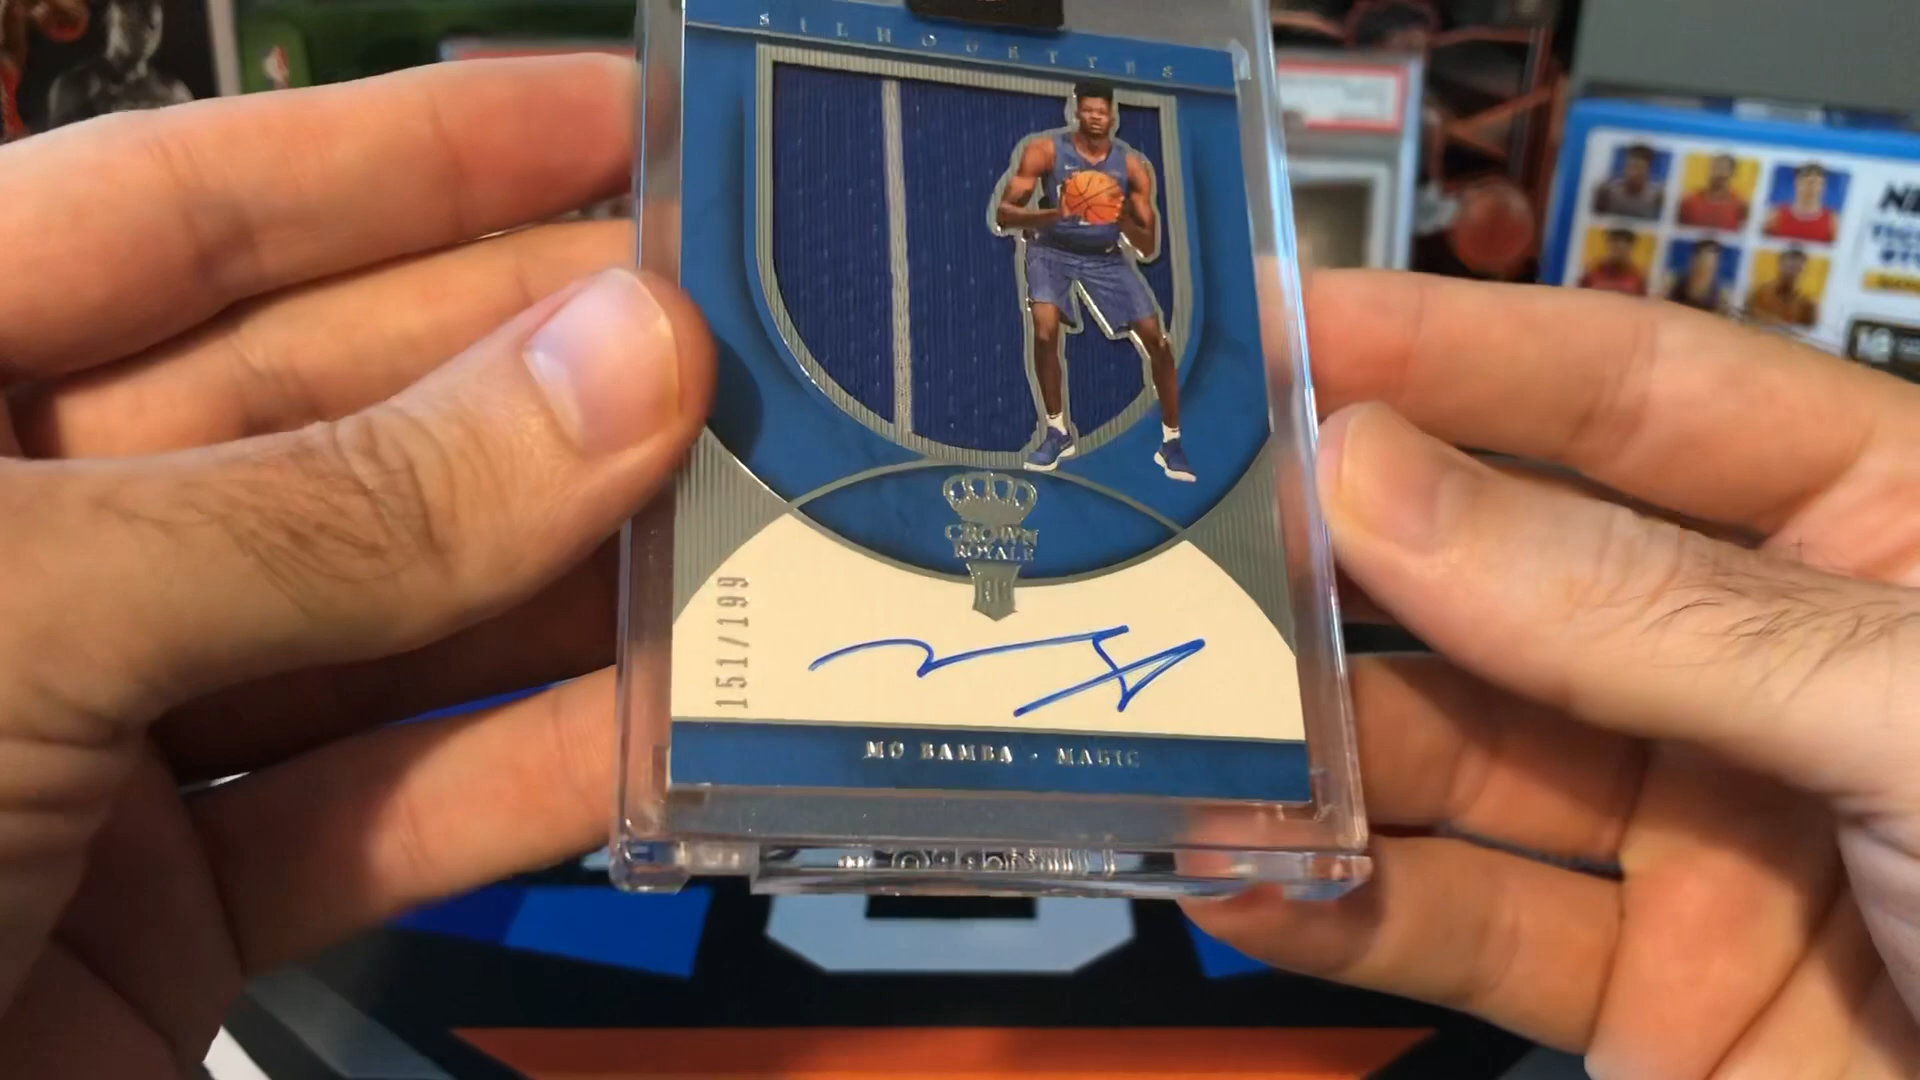 SILHOUETTES
CROWN
ROYALE
RC
151/199
MO BAMBA - MAGIC